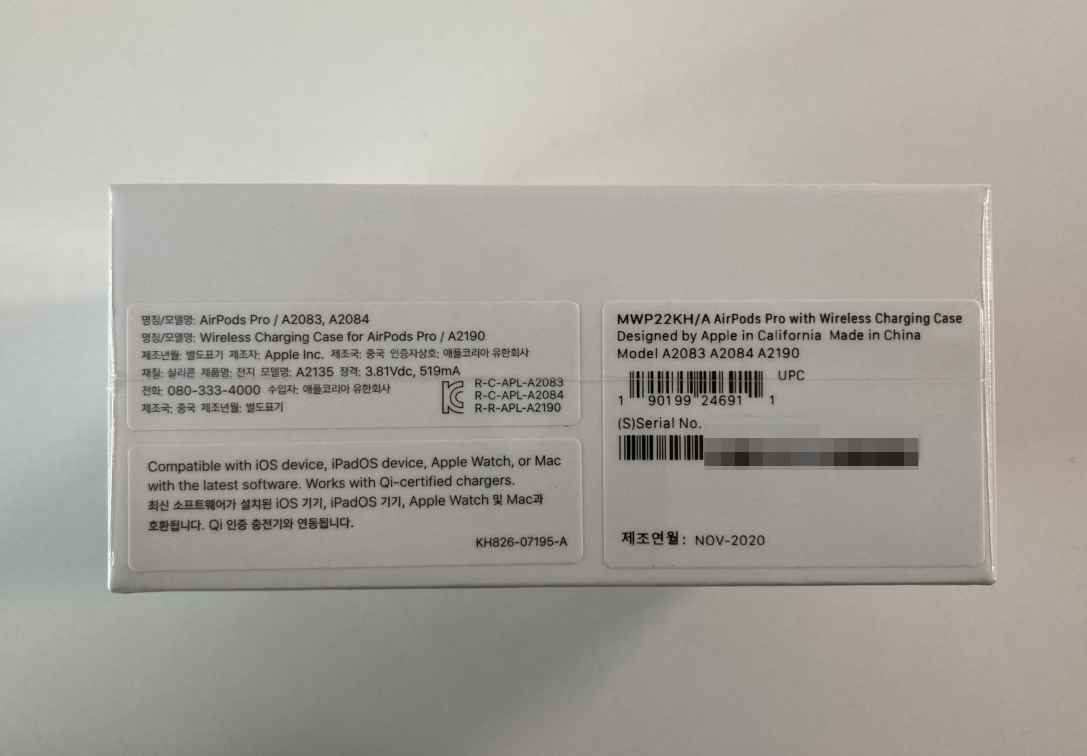 명칭/모델명: AirPods Pro / A2083, A2084
명칭/모델명: Wireless Charging Case for AirPods Pro / A2190
제조년월: 별도표기 제조자: Apple Inc. 제조국: 중국 인증자상호: 애플코리아 유한회사
재질: 실리콘 제품명: 전지 모델명: A2135 정격: 3.81Vdc, 519mA
전화: 080-333-4000 수입자: 애플코리아 유한회사
제조국: 중국 제조년월: 별도표기
R-C-APL-A2083
R-C-APL-A2084
R-R-APL-A2190
Compatible with iOS device, iPadOS device, Apple Watch, or Mac
with the latest software. Works with Qi-certified chargers.
최신 소프트웨어가 설치된 iOS 기기, iPadOS 기기, Apple Watch 및 Mac과
호환됩니다. Qi 인증 충전기와 연동됩니다.
KH826-07195-A
MWP22KH/A AirPods Pro with Wireless Charging Case
Designed by Apple in California Made in China
Model A2083 A2084 A2190
UPC
1 90199 24691 1
(S)Serial No.
제조연월: NOV-2020